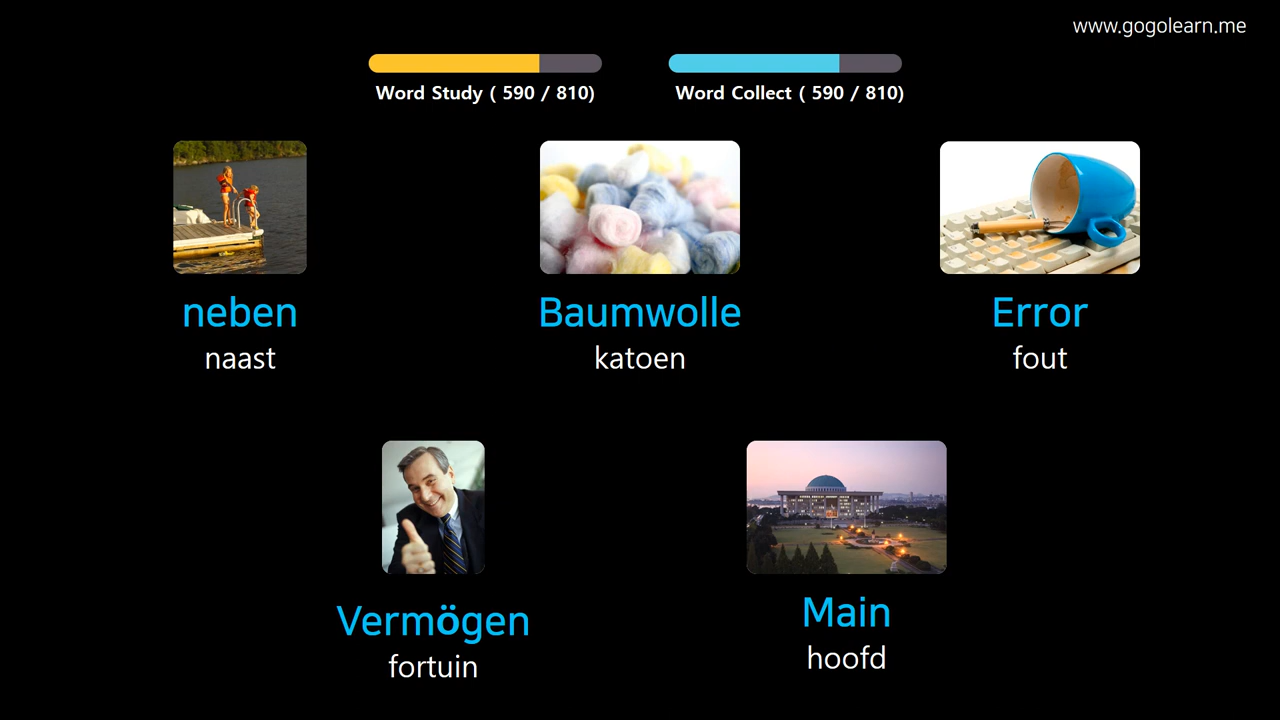 www.gogolearn.me
Word Study ( 590 / 810)
Word Collect ( 590 / 810)
neben
naast
Baumwolle
katoen
Error
fout
Vermögen
fortuin
Main
hoofd